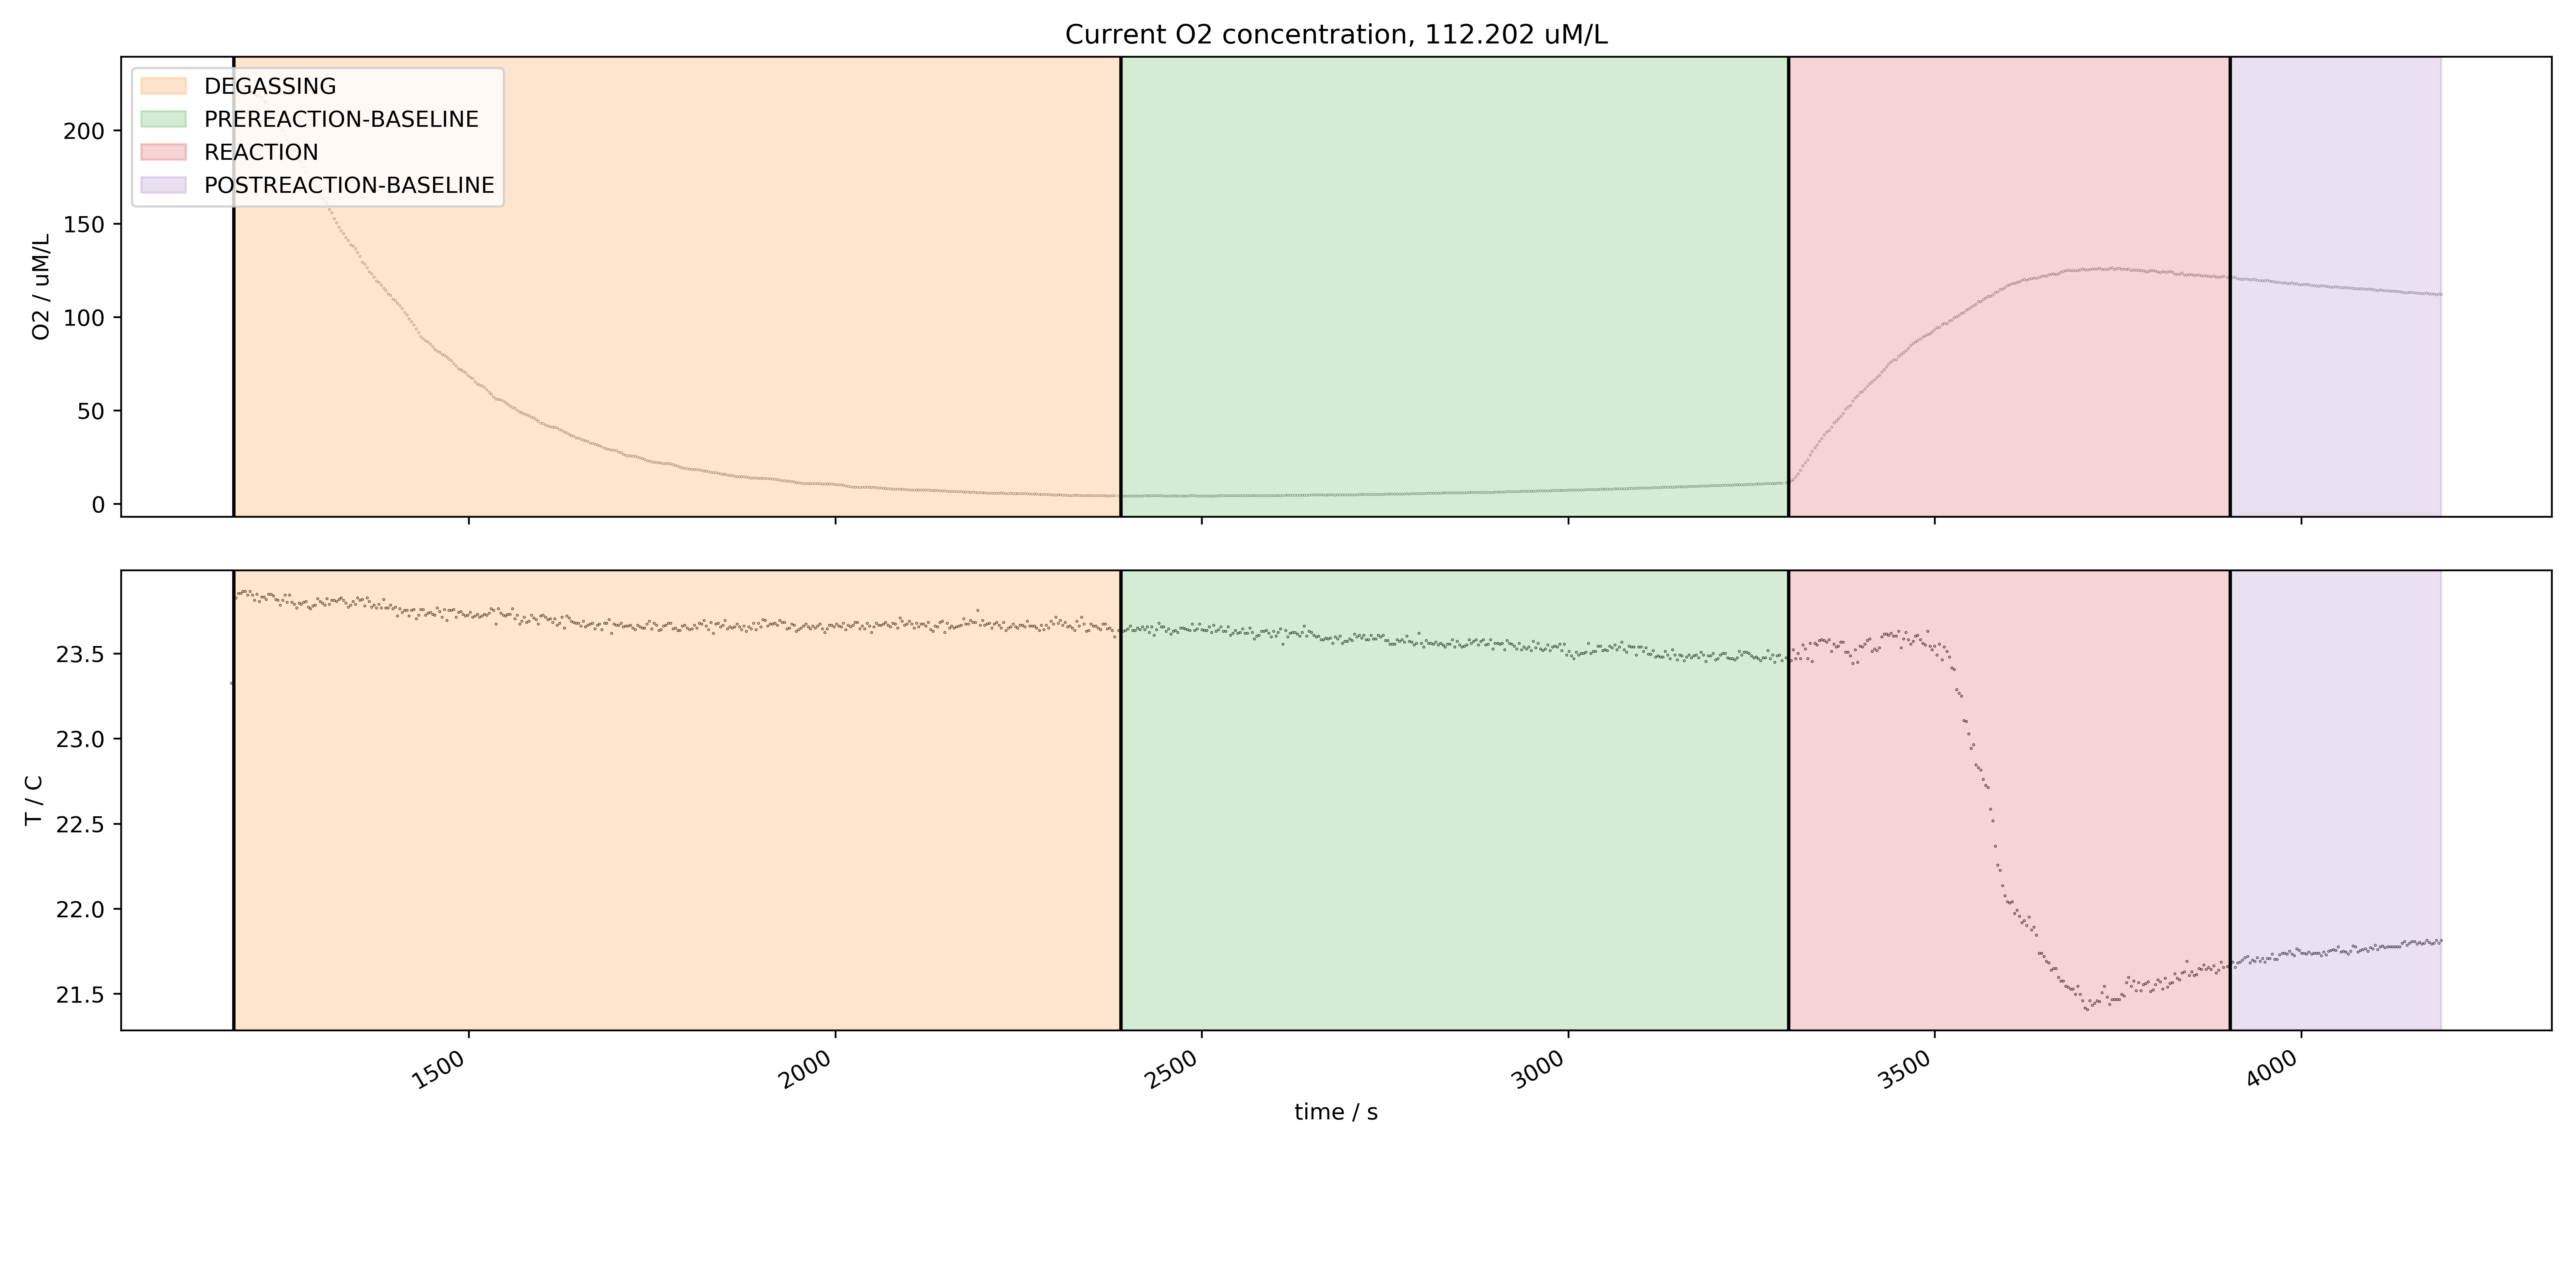 Current O2 concentration, 112.202 uM/L
DEGASSING
PREREACTION-BASELINE
REACTION
POSTREACTION-BASELINE
O2 / uM/L
200
150
100
50
0
T / C
23.5
23.0
22.5
22.0
21.5
1500
2000
2500
3000
3500
4000
time / s